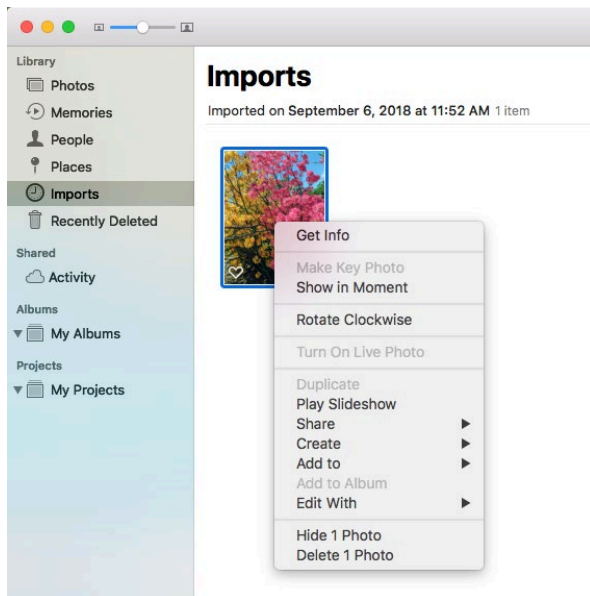 Library
Photos
Memories
People
Places
Imports
Recently Deleted
Shared
Activity
Albums
My Albums
Projects
My Projects
Imports
Imported on September 6, 2018 at 11:52 AM 1 item
Get Info
Make Key Photo
Show in Moment
Rotate Clockwise
Turn On Live Photo
Duplicate
Play Slideshow
Share
Create
Add to
Add to Album
Edit With
Hide 1 Photo
Delete 1 Photo